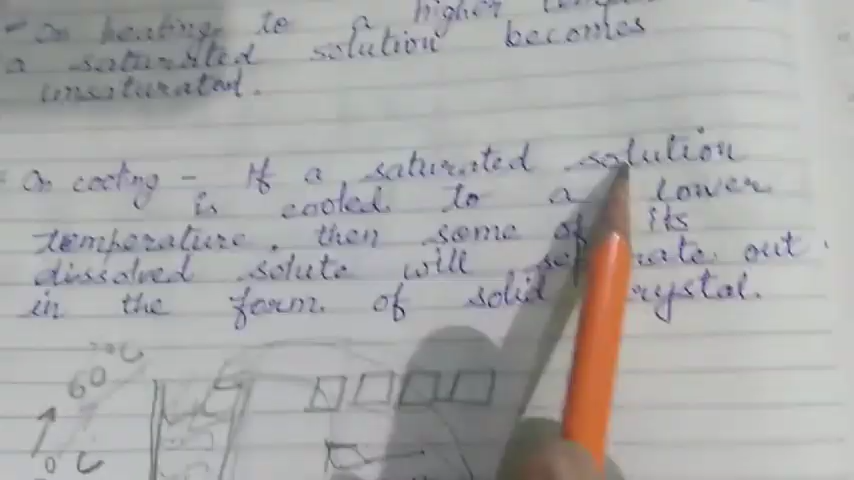 - On heating to a higher
a saturated solution becomes
unsaturated.
- On cooling - If a saturated solution
is cooled to a lower
temperature, then some of its
dissolved solute will out
in the form of solid crystal.
60
0 C